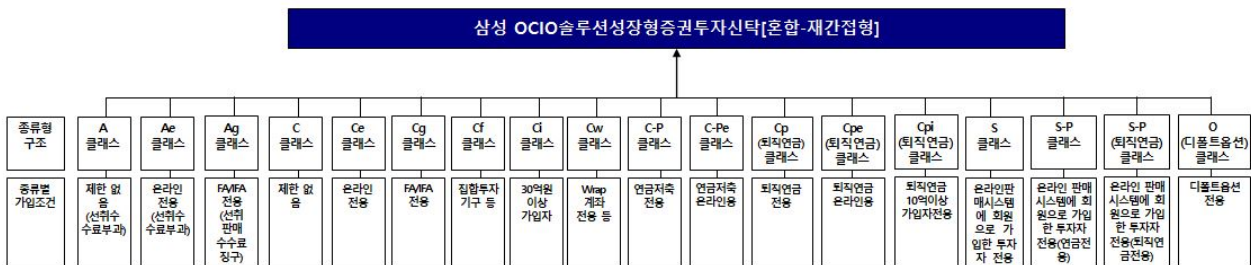 삼성 OCIO솔루션성장형증권투자신탁[혼합-재간접형]
종류형
구조
A
클래스
Ae
클래스
Ag
클래스
C
클래스
Ce
클래스
Cg
클래스
Cf
클래스
Ci
클래스
Cw
클래스
C-P
클래스
C-Pe
클래스
Cp
(퇴직연금)
클래스
Cpe
(퇴직연금)
클래스
Cpi
(퇴직연금)
클래스
S
클래스
S-P
클래스
S-P
(퇴직연금)
클래스
O
(디폴트옵션)
클래스
종류별
가입조건
제한 없
음
(선취수
수료부과)
온라인
전용
(선취수
수료부과)
FA/IFA
전용
(선취
판매
수수료
징구)
제한 없
음
온라인
전용
FA/IFA
전용
집합투자
기구 등
30억원
이상
가입자
Wrap
계좌
전용 등
연금저축
전용
연금저축
온라인용
퇴직연금
전용
퇴직연금
온라인용
퇴직연금
10억이상
가입자전용
온라인판
매시스템
에 회원
으로 가
입한 투자
자 전용
온라인 판매
시스템에 회
원으로 가입
한 투자자
전용(연금전
용)
온라인 판매
시스템에 회
원으로 가입
한 투자자
전용(퇴직연
금전용)
디폴트옵션
전용